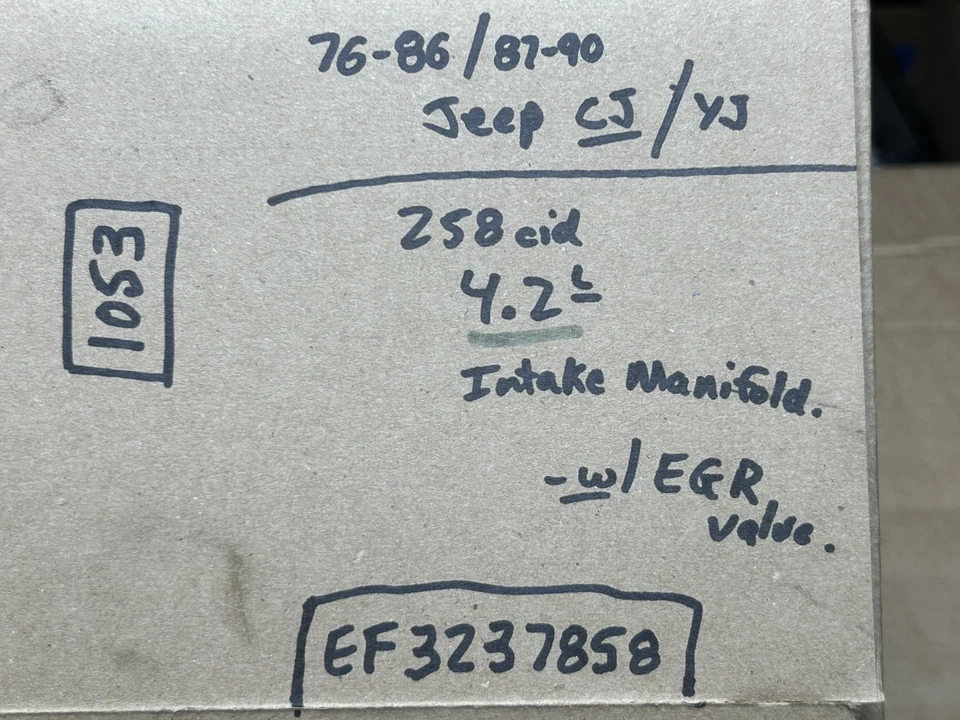 76-86/87-90
Jeep CJ/YJ
258 cid
4.2L
Intake Manifold.
-w/EGR
valve.
1053
EF3237858